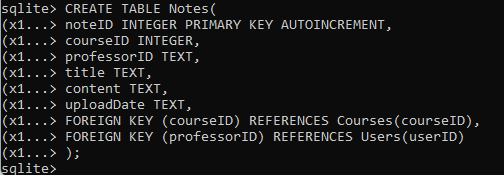 sqlite> CREATE TABLE Notes(
(x1...> noteID INTEGER PRIMARY KEY AUTOINCREMENT,
(x1...> courseID INTEGER,
(x1...> professorID TEXT,
(x1...> title TEXT,
(x1...> content TEXT,
(x1...> uploadDate TEXT,
(x1...> FOREIGN KEY (courseID) REFERENCES Courses(courseID),
(x1...> FOREIGN KEY (professorID) REFERENCES Users(userID)
(x1...> );
sqlite>